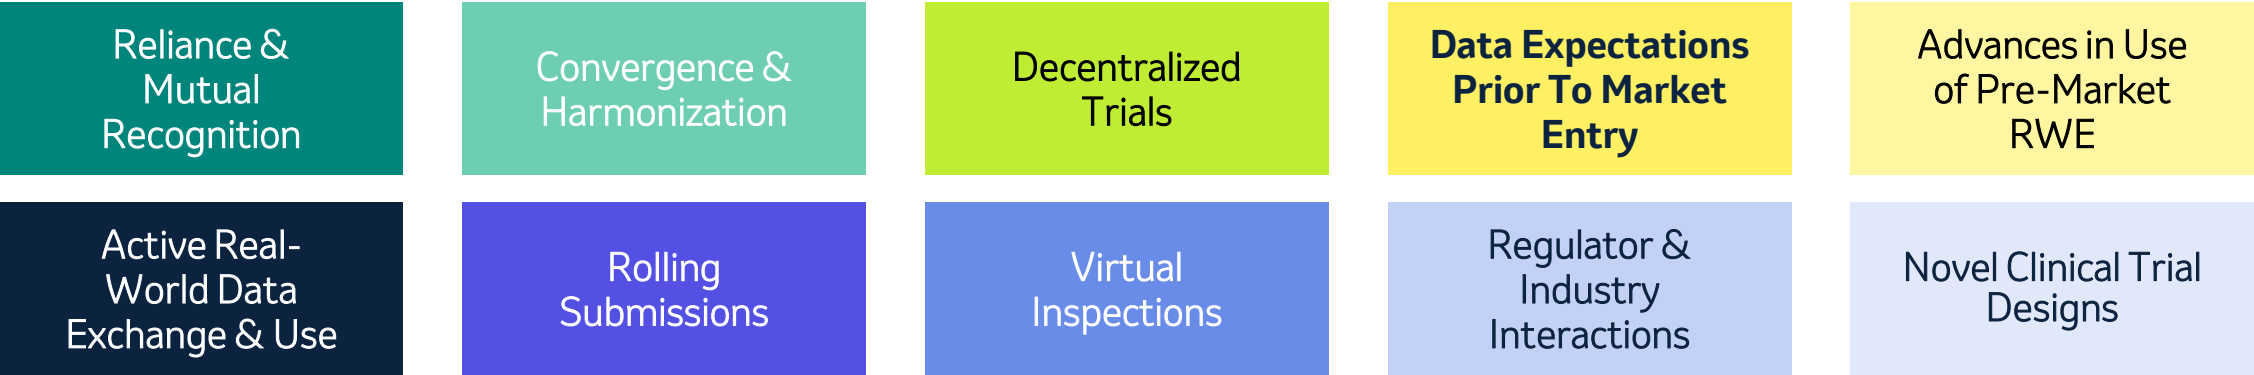 Reliance &
Mutual
Recognition
Convergence &
Harmonization
Decentralized
Trials
Data Expectations
Prior To Market
Entry
Advances in Use
of Pre-Market
RWE
Active Real-
World Data
Exchange & Use
Rolling
Submissions
Virtual
Inspections
Regulator &
Industry
Interactions
Novel Clinical Trial
Designs